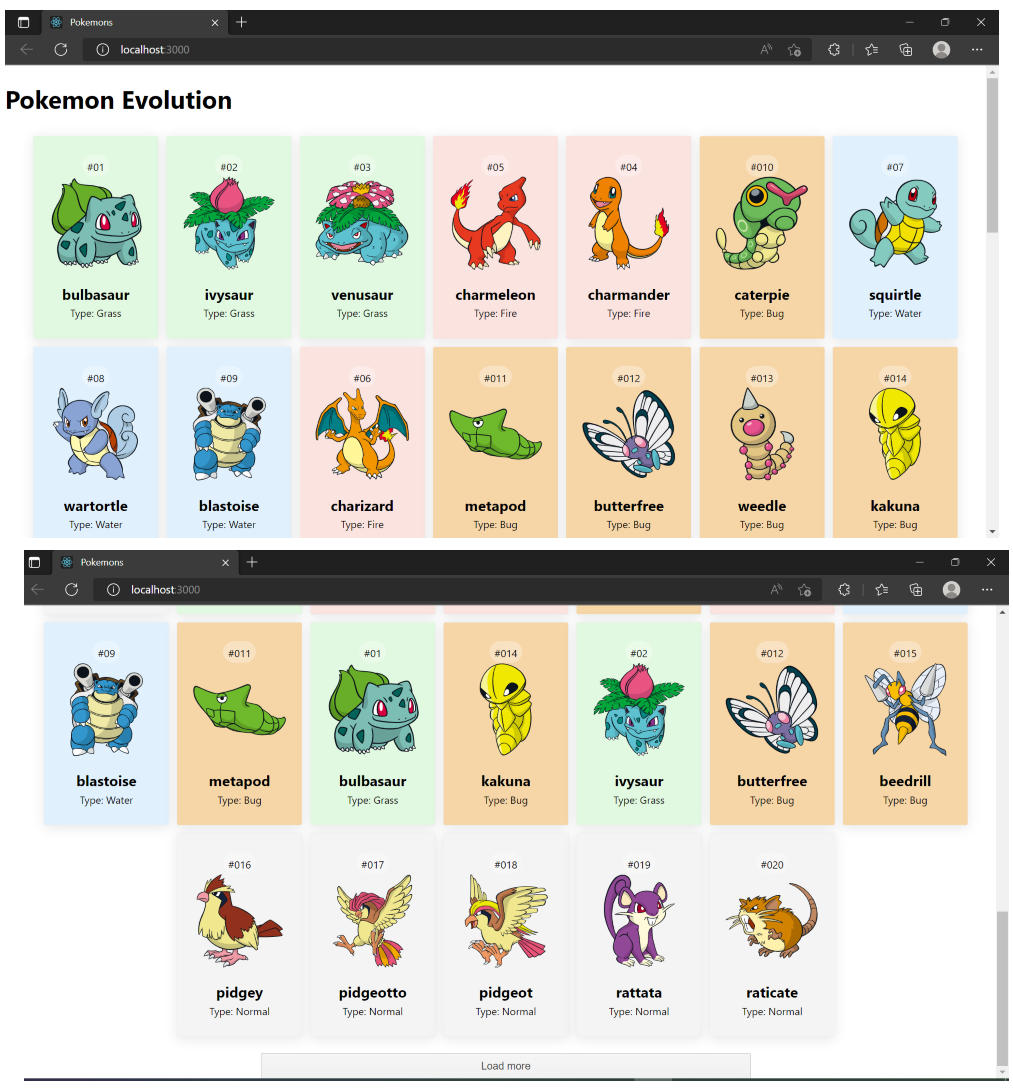 Pokemons
localhost:3000
Pokemon Evolution
#01 #02 #03 #05 #04 #010 #07
bulbasaur ivysaur venusaur charmeleon charmander caterpie squirtle
Type: Grass Type: Grass Type: Grass Type: Fire Type: Fire Type: Bug Type: Water
#08 #09 #06 #011 #012 #013 #014
wartortle blastoise charizard metapod butterfree weedle kakuna
Type: Water Type: Water Type: Fire Type: Bug Type: Bug Type: Bug Type: Bug
Pokemons
localhost:3000
#09 #011 #01 #014 #02 #012 #015
blastoise metapod bulbasaur kakuna ivysaur butterfree beedrill
Type: Water Type: Bug Type: Grass Type: Bug Type: Grass Type: Bug Type: Bug
#016 #017 #018 #019 #020
pidgey pidgeotto pidgeot rattata raticate
Type: Normal Type: Normal Type: Normal Type: Normal Type: Normal
Load more